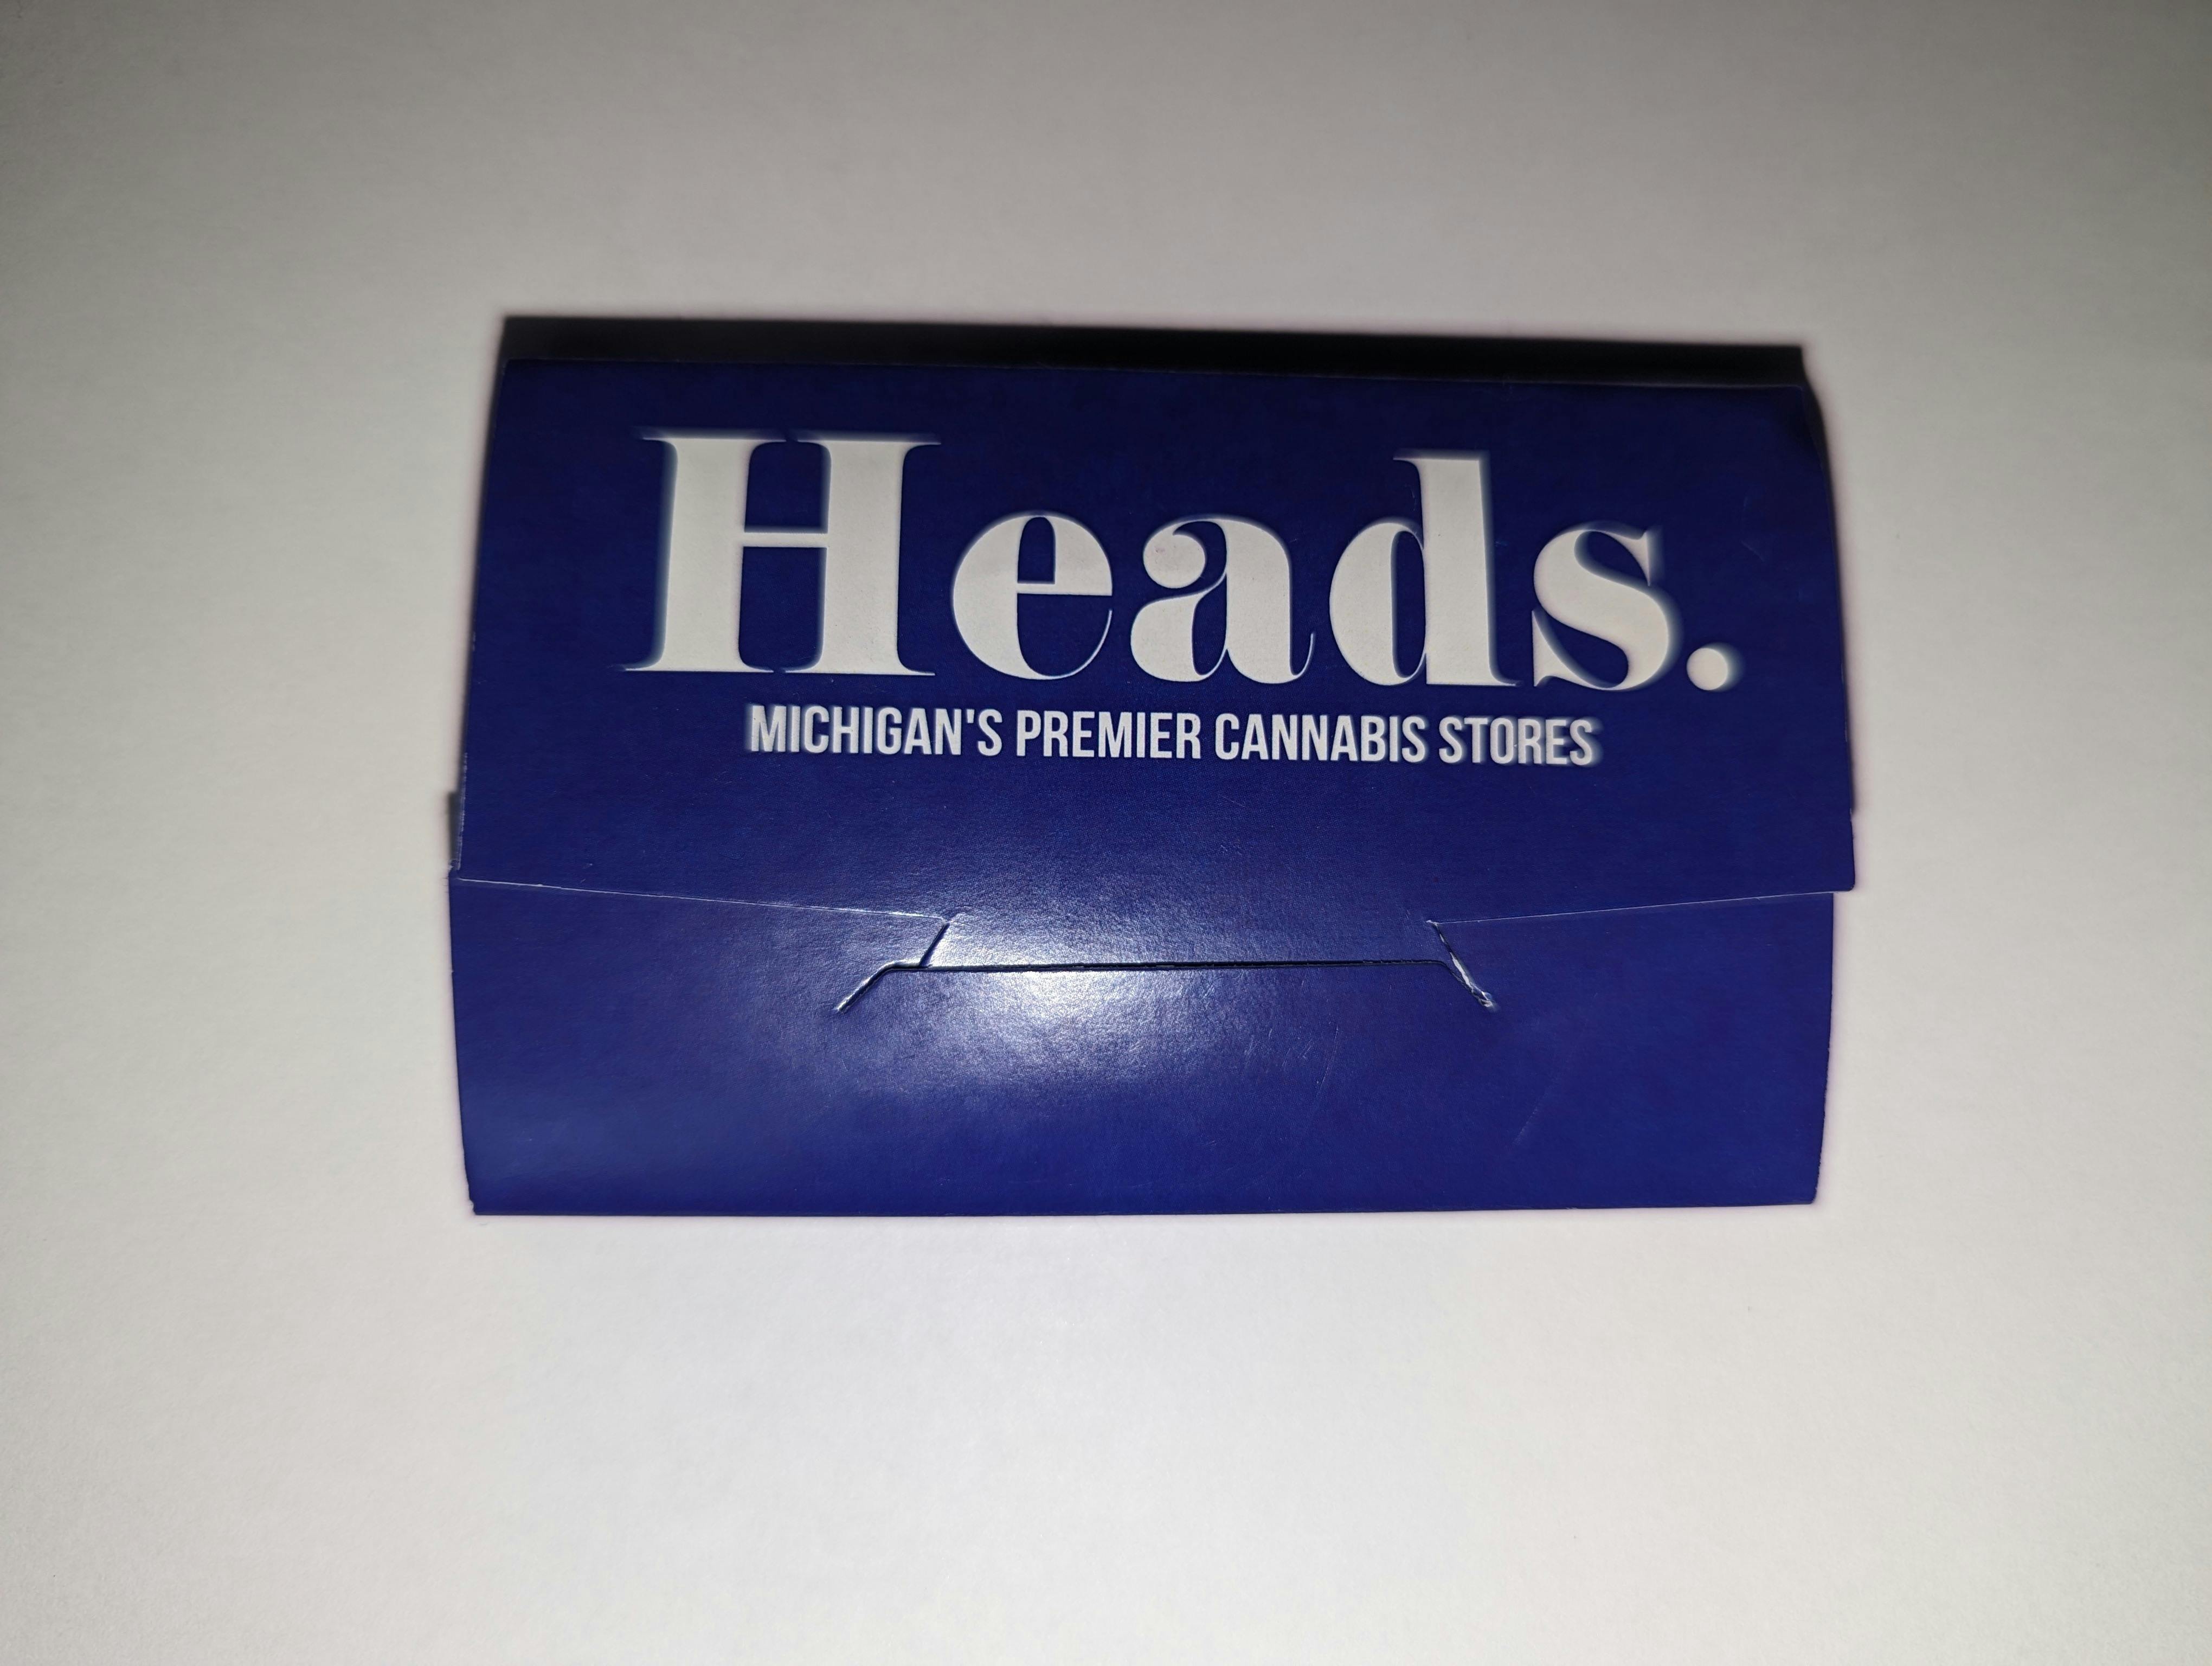 Heads.
MICHIGAN'S PREMIER CANNABIS STORES